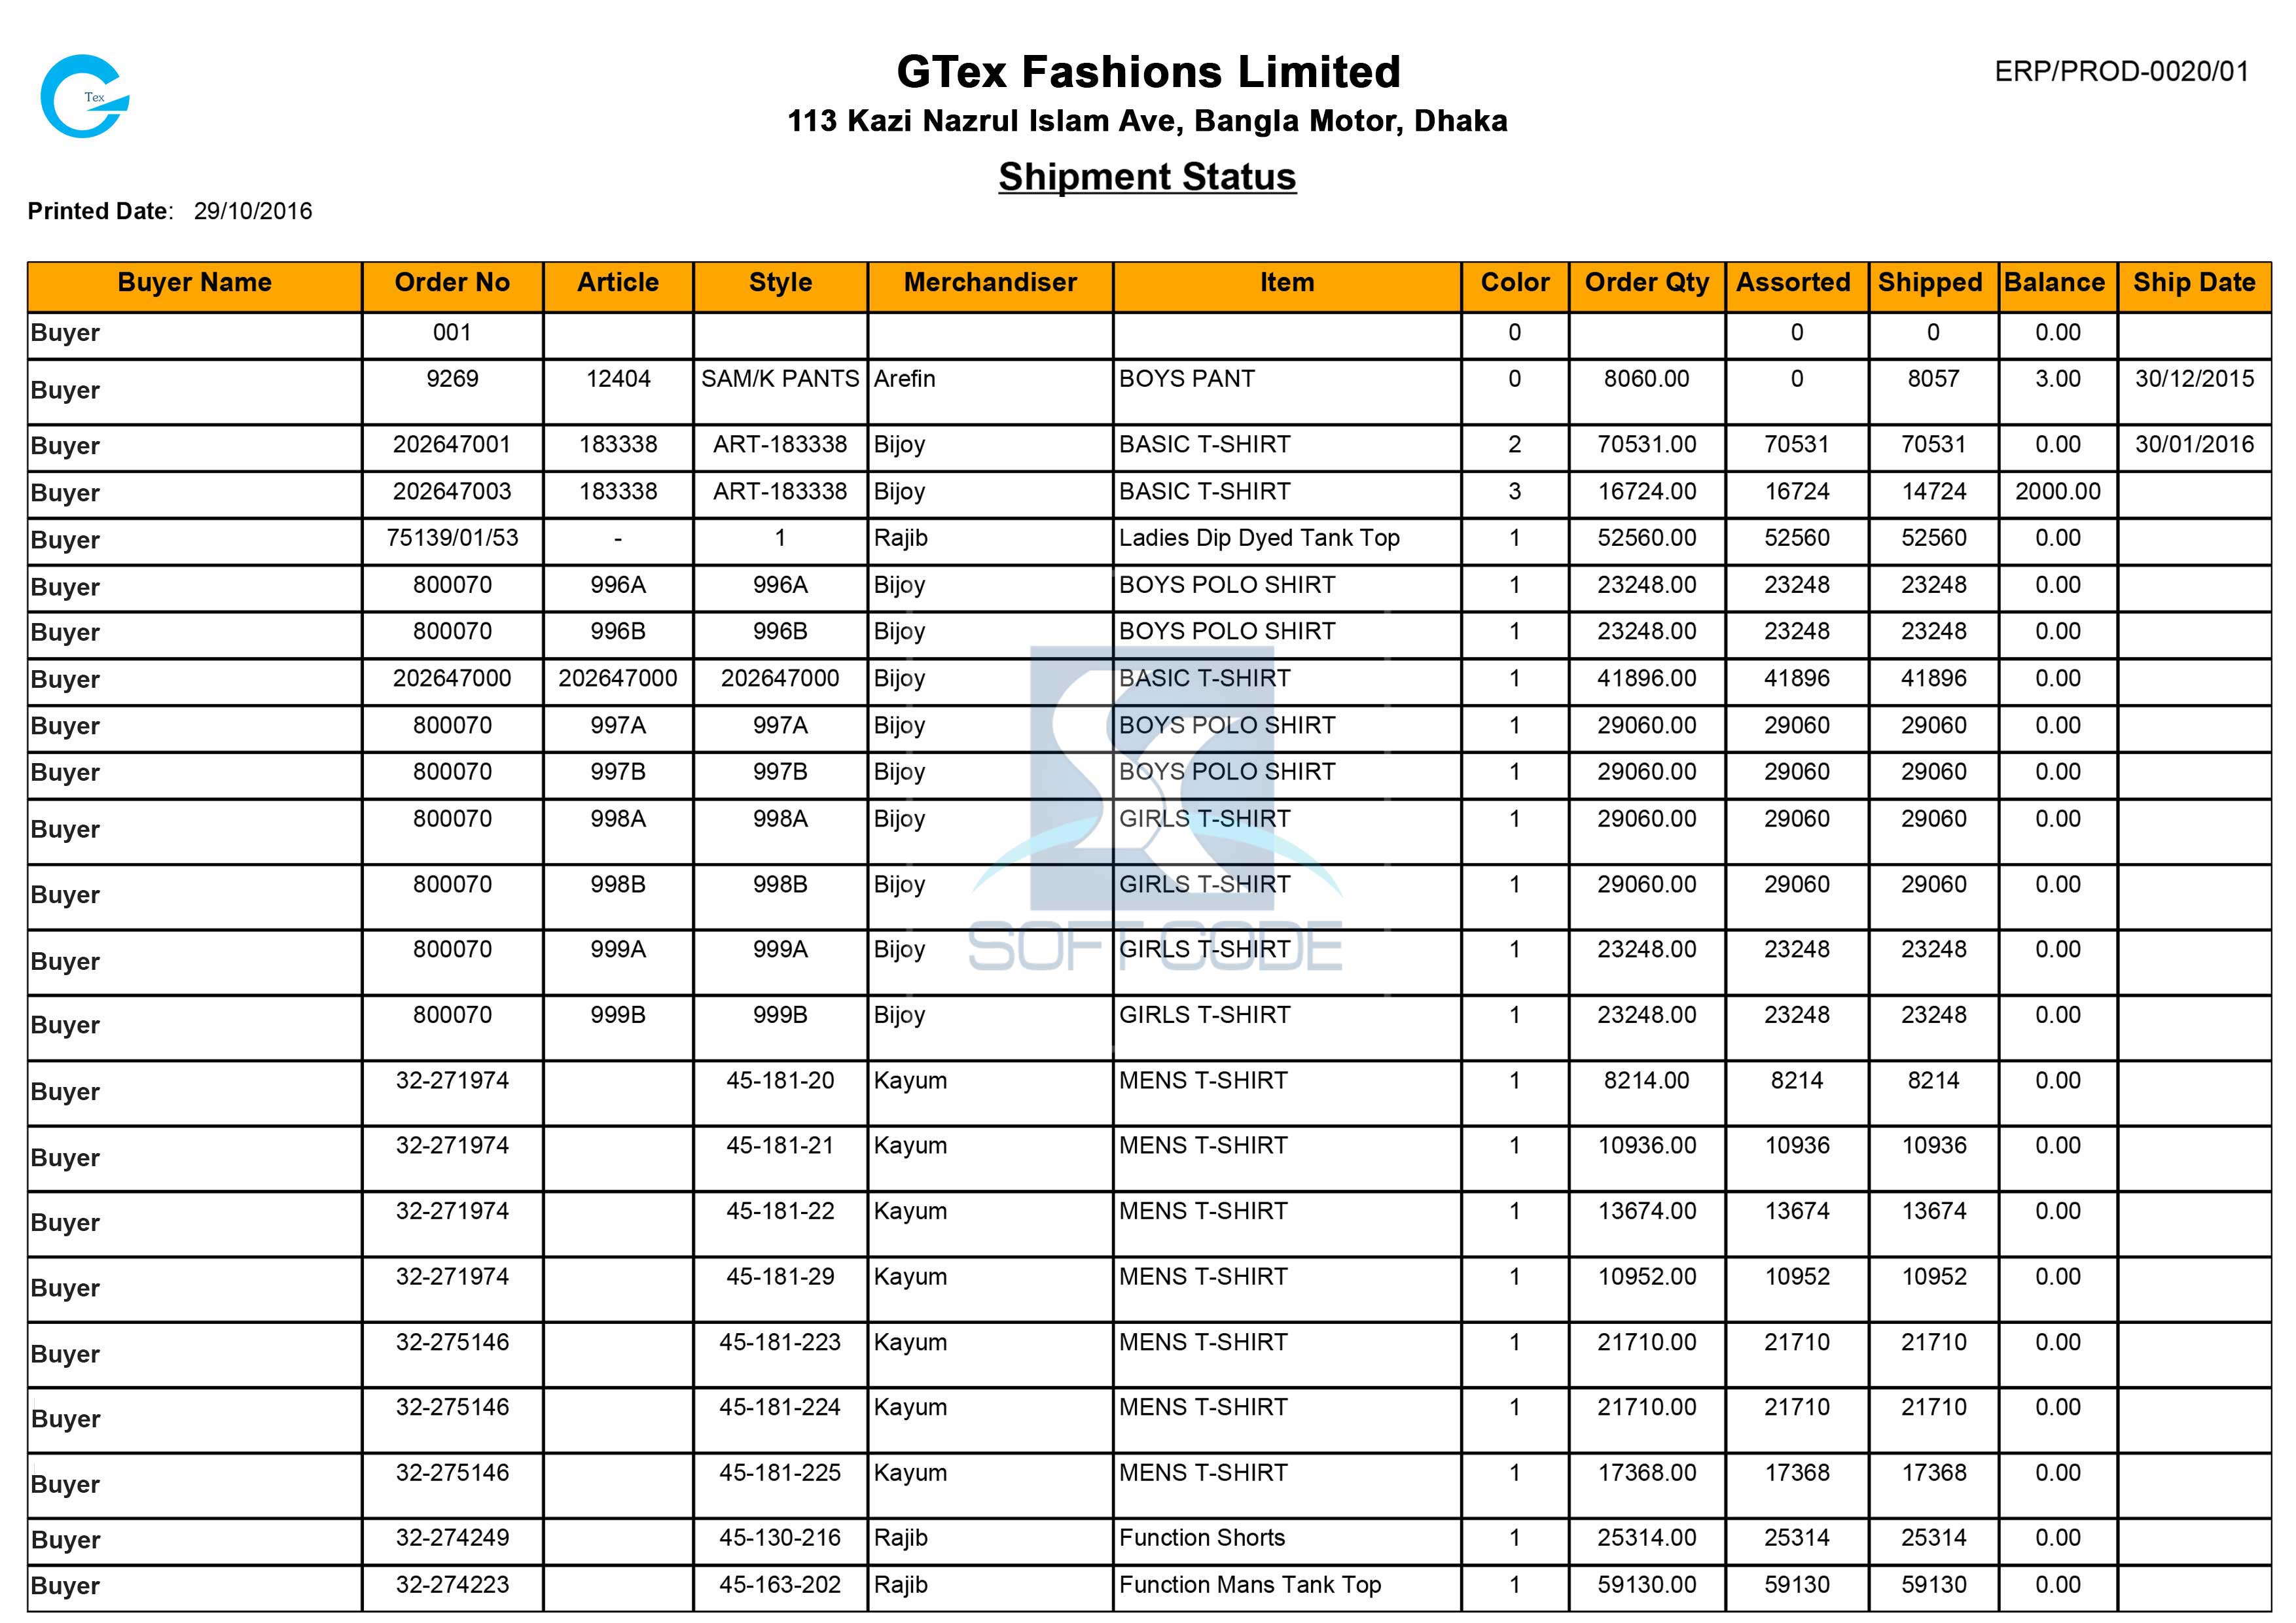 Tex
GTex Fashions Limited
ERP/PROD-0020/01
113 Kazi Nazrul Islam Ave, Bangla Motor, Dhaka
Shipment Status
Printed Date: 29/10/2016
Buyer Name Order No Article Style Merchandiser Item Color Order Qty Assorted Shipped Balance Ship Date
Buyer 001 0 0 0 0.00
Buyer 9269 12404 SAM/K PANTS Arefin BOYS PANT 0 8060.00 0 8057 3.00 30/12/2015
Buyer 202647001 183338 ART-183338 Bijoy BASIC T-SHIRT 2 70531.00 70531 70531 0.00 30/01/2016
Buyer 202647003 183338 ART-183338 Bijoy BASIC T-SHIRT 3 16724.00 16724 14724 2000.00
Buyer 75139/01/53 - 1 Rajib Ladies Dip Dyed Tank Top 1 52560.00 52560 52560 0.00
Buyer 800070 996A 996A Bijoy BOYS POLO SHIRT 1 23248.00 23248 23248 0.00
Buyer 800070 996B 996B Bijoy BOYS POLO SHIRT 1 23248.00 23248 23248 0.00
Buyer 202647000 202647000 202647000 Bijoy BASIC T-SHIRT 1 41896.00 41896 41896 0.00
Buyer 800070 997A 997A Bijoy BOYS POLO SHIRT 1 29060.00 29060 29060 0.00
Buyer 800070 997B 997B Bijoy BOYS POLO SHIRT 1 29060.00 29060 29060 0.00
Buyer 800070 998A 998A Bijoy GIRLS T-SHIRT 1 29060.00 29060 29060 0.00
Buyer 800070 998B 998B Bijoy GIRLS T-SHIRT 1 29060.00 29060 29060 0.00
Buyer 800070 999A 999A Bijoy GIRLS T-SHIRT 1 23248.00 23248 23248 0.00
SOFT CODE
Buyer 800070 999B 999B Bijoy GIRLS T-SHIRT 1 23248.00 23248 23248 0.00
Buyer 32-271974 45-181-20 Kayum MENS T-SHIRT 1 8214.00 8214 8214 0.00
Buyer 32-271974 45-181-21 Kayum MENS T-SHIRT 1 10936.00 10936 10936 0.00
Buyer 32-271974 45-181-22 Kayum MENS T-SHIRT 1 13674.00 13674 13674 0.00
Buyer 32-271974 45-181-29 Kayum MENS T-SHIRT 1 10952.00 10952 10952 0.00
Buyer 32-275146 45-181-223 Kayum MENS T-SHIRT 1 21710.00 21710 21710 0.00
Buyer 32-275146 45-181-224 Kayum MENS T-SHIRT 1 21710.00 21710 21710 0.00
Buyer 32-275146 45-181-225 Kayum MENS T-SHIRT 1 17368.00 17368 17368 0.00
Buyer 32-274249 45-130-216 Rajib Function Shorts 1 25314.00 25314 25314 0.00
Buyer 32-274223 45-163-202 Rajib Function Mans Tank Top 1 59130.00 59130 59130 0.00